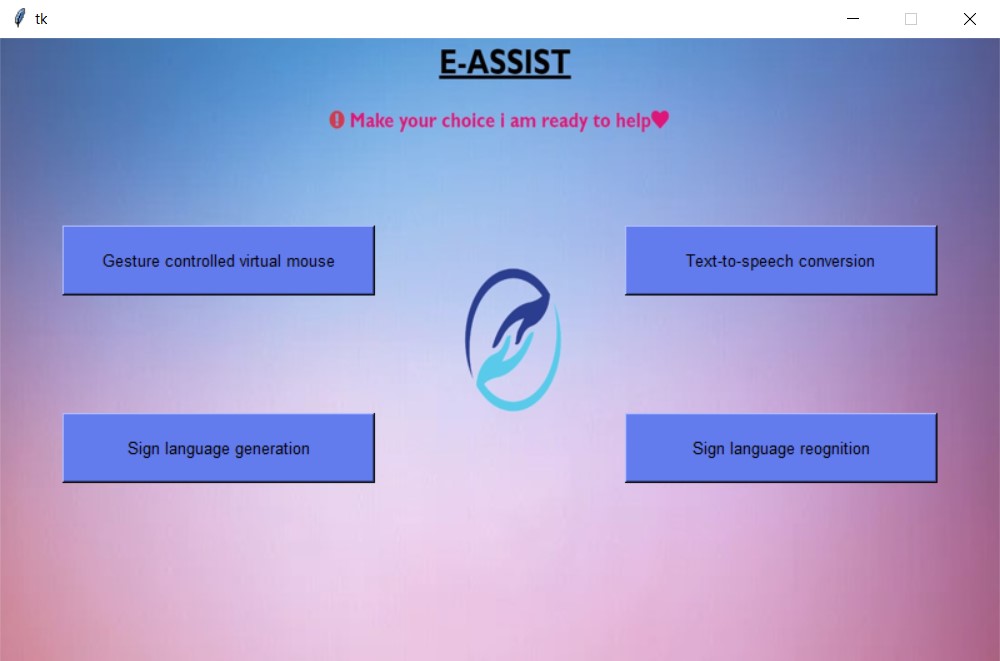 tk
E-ASSIST
Make your choice i am ready to help♥
Gesture controlled virtual mouse
Text-to-speech conversion
Sign language generation
Sign language reognition